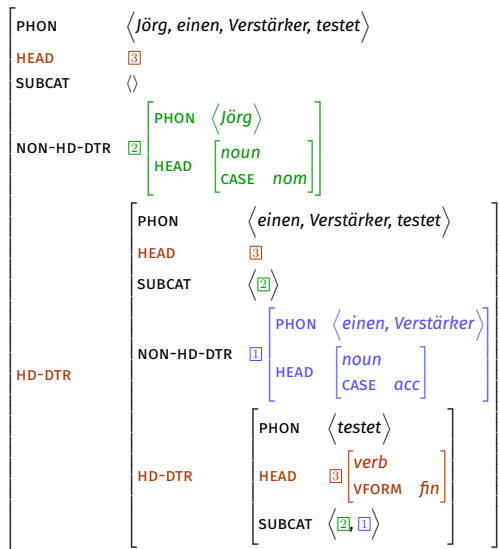 PHON ⟨Jörg, einen, Verstärker, testet⟩
HEAD 3
SUBCAT ⟨⟩
NON-HD-DTR 2
PHON ⟨Jörg⟩
HEAD
noun
CASE nom
HD-DTR
PHON ⟨einen, Verstärker, testet⟩
HEAD 3
SUBCAT ⟨2⟩
NON-HD-DTR 1
PHON ⟨einen, Verstärker⟩
HEAD
noun
CASE acc
HD-DTR
PHON ⟨testet⟩
HEAD 3
verb
VFORM fin
SUBCAT ⟨2, 1⟩